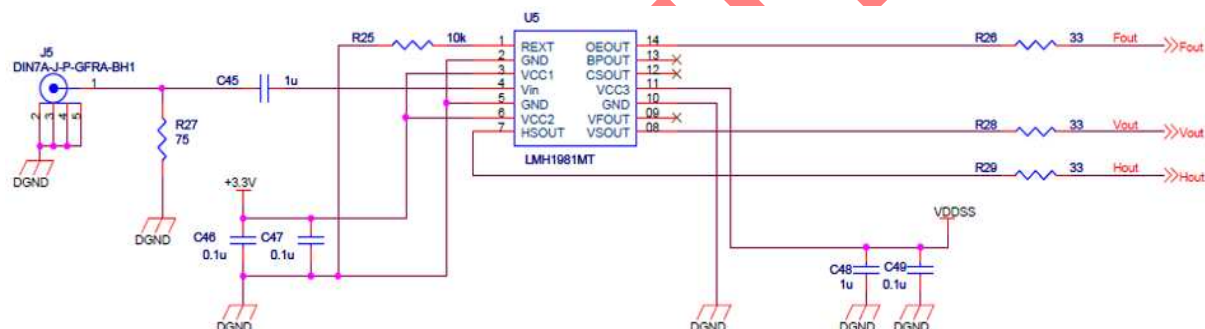 U5
R25 10k
1 REXT OEOUT 14
2 GND BPOUT 13
3 VCC1 CSOUT 12
4 Vin VCC3 11
5 GND GND 10
6 VCC2 VFOUT 09
7 HSOUT VSOUT 08
LMH1981MT
R26 33 Fout Fout
J5
DIN7A-J-P-GFRA-BH1
1
2 3 4 5
C45 1u
R27
75
DGND
DGND
+3.3V
C46
0.1u
C47
0.1u
DGND
R28 33 Vout Vout
R29 33 Hout Hout
VDDSS
C48
1u
C49
0.1u
DGND
DGND
DGND